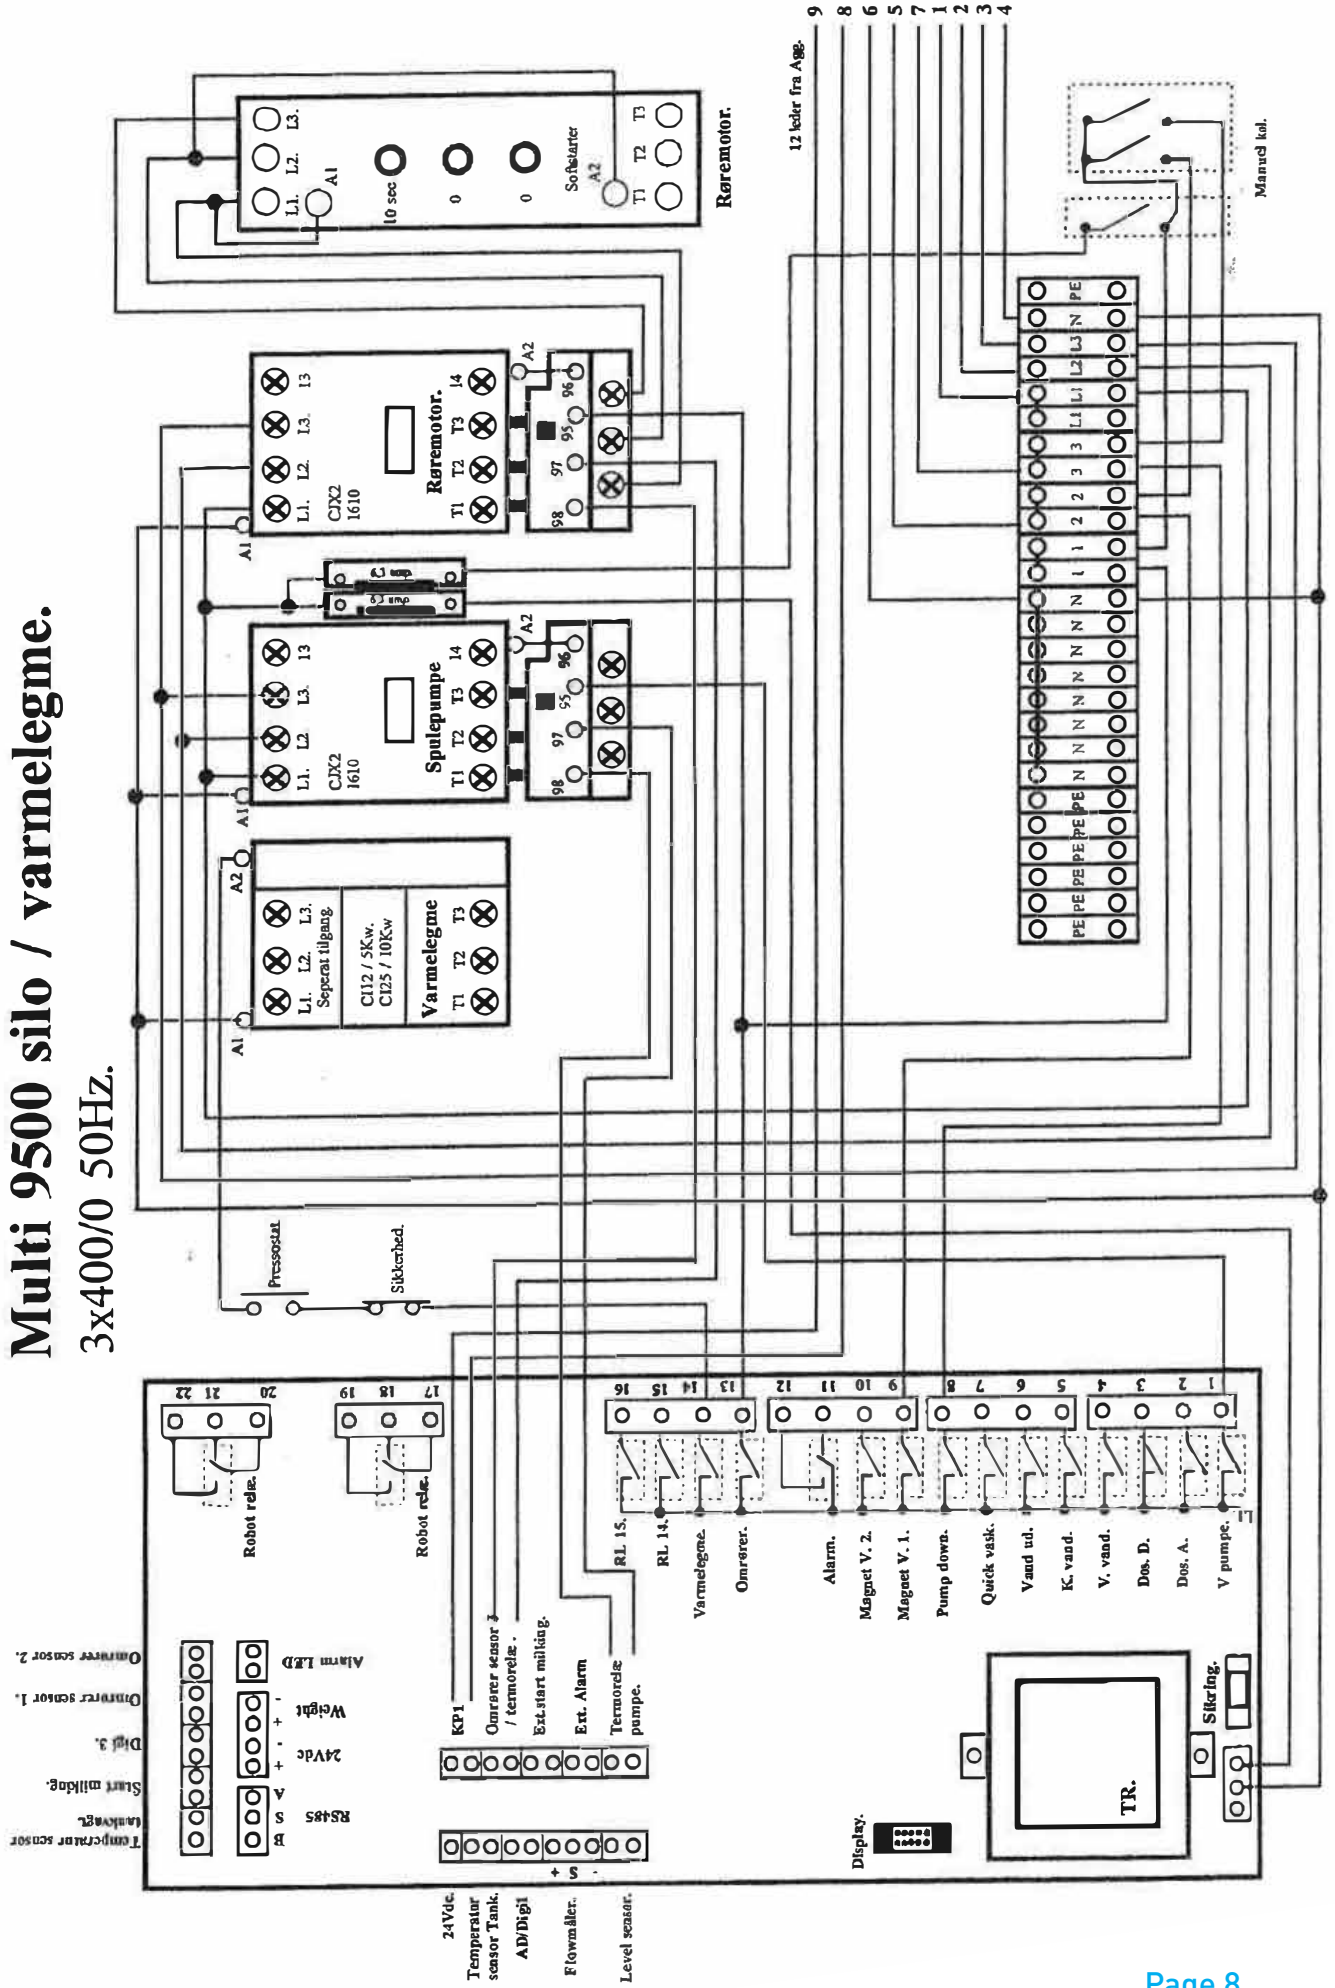 Multi 9500 silo / varmelegme.
3x400/0 50Hz.
22
21
20
Robot relæ.
19
18
17
Robot relæ.
Pressostat
Sikkerhed.
A1
A2
L1. L2. L3.
Seperat tilgang.
CI12 / 5Kw.
CI25 / 10Kw
Varmelegme
T1 T2 T3
A1
L1. L2 L3. 13
CJX2
1610
Spulepumpe
T1 T2 T3 14
A2
98 97 95 96
A1
L1. L2. L3. 13
CJX2
1610
Røremotor.
T1 T2 T3 14
A2
98 97 95 96
L1. L2. L3.
A1
10 sec
0
0
Softstarter
A2
T1 T2 T3
Røremotor.
12 leder fra Agg.
9
8
6
5
7
1
2
3
4
Manuel køl.
PE PE PE PE PE PE N N N N N N N N 1 1 2 2 3 3 L1 L1 L2 L3 N PE
Temperatur sensor
tankvagt.
Start milking.
Digi 3.
Omrører sensor 1.
Omrører sensor 2.
B S A
RS485
+ -
24Vdc
+ -
Weight
Alarm LED
KP1
Omrører sensor 3
/ termorelæ.
Ext.start milking.
Ext. Alarm
Termorelæ
pumpe.
24Vdc.
Temperatur
sensor Tank.
AD/Digi1
+ S -
Flowmåler.
Level sensor.
16
15
14
13
12
11
10
9
8
7
6
5
4
3
2
1
RL 15.
RL 14.
Varmelegme.
Omrører.
Alarm.
Magnet V. 2.
Magnet V. 1.
Pump down.
Quick vask.
Vand ud.
K. vand.
V. vand.
Dos. D.
Dos. A.
V pumpe.
L1
Display.
TR.
Sikring.
Page 8